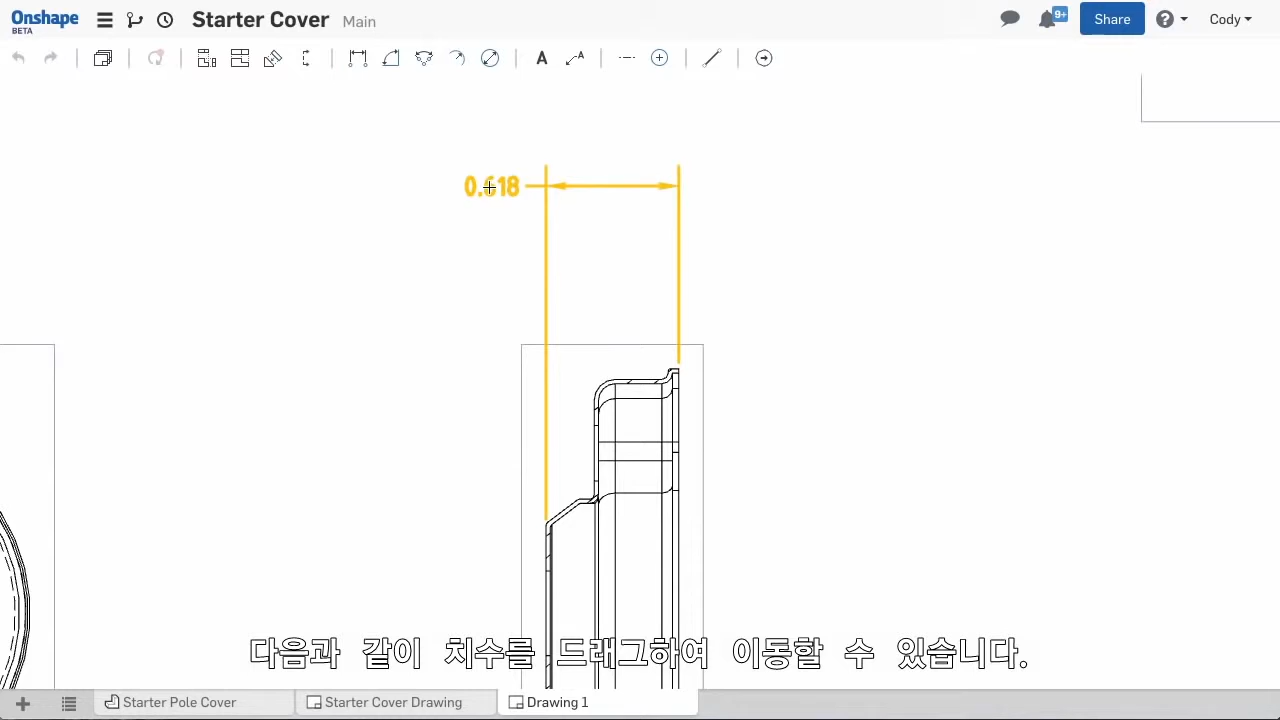 Onshape
BETA
Starter Cover Main
9+
Share
Cody
A
A
0.618
다음과 같이 치수를 드래그하여 이동할 수 있습니다.
Starter Pole Cover
Starter Cover Drawing
Drawing 1